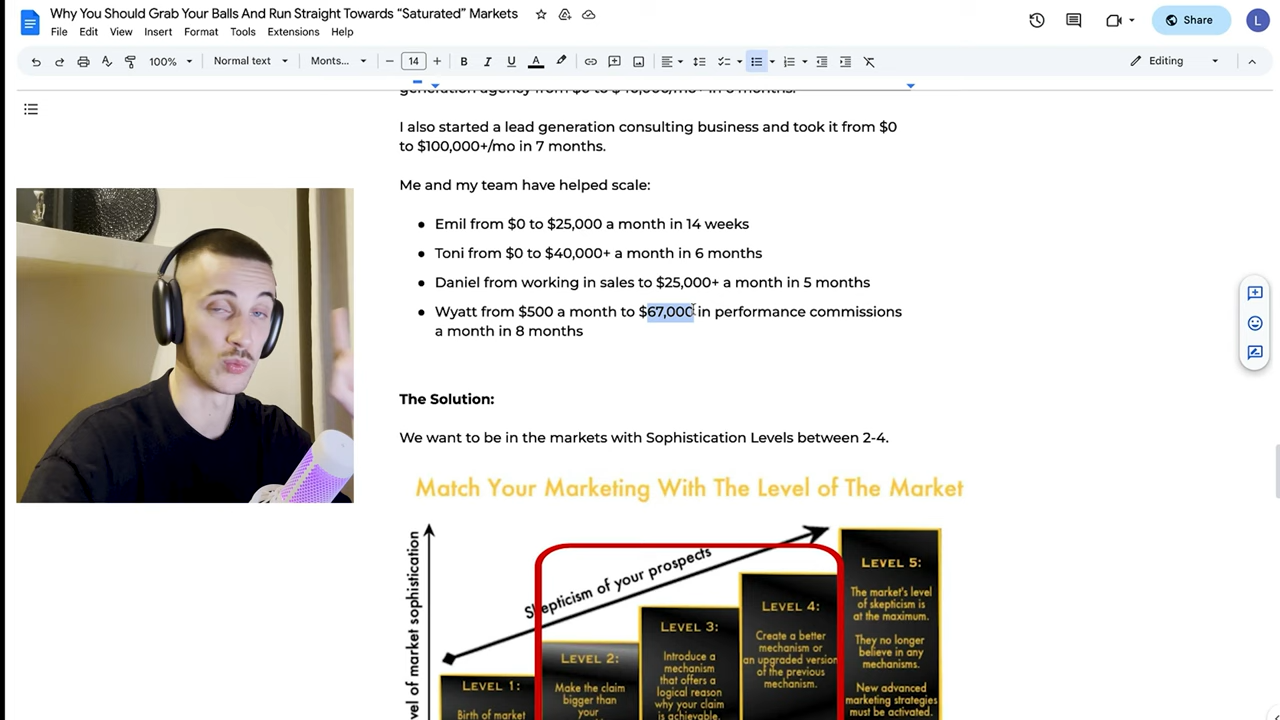 Why You Should Grab Your Balls And Run Straight Towards “Saturated” Markets
File Edit View Insert Format Tools Extensions Help
Share
L
100% Normal text Monts... 14 B I U A Editing
I also started a lead generation consulting business and took it from $0
to $100,000+/mo in 7 months.
Me and my team have helped scale:
● Emil from $0 to $25,000 a month in 14 weeks
● Toni from $0 to $40,000+ a month in 6 months
● Daniel from working in sales to $25,000+ a month in 5 months
● Wyatt from $500 a month to $67,000 in performance commissions
a month in 8 months
The Solution:
We want to be in the markets with Sophistication Levels between 2-4.
Match Your Marketing With The Level of The Market
vel of market sophistication
Skepticism of your prospects
LEVEL 1:
Birth of market
LEVEL 2:
Make the claim
bigger than
your
LEVEL 3:
Introduce a
mechanism
that offers a
logical reason
why your claim
is achievable.
LEVEL 4:
Create a better
mechanism or
an upgraded version
of the previous
mechanism.
LEVEL 5:
The market's level
of skepticism is
at the maximum.
They no longer
believe in any
mechanisms.
New advanced
marketing strategies
must be activated.